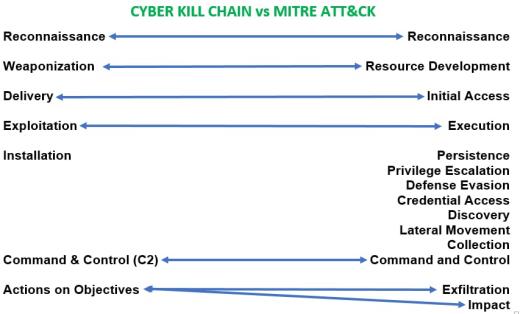 CYBER KILL CHAIN vs MITRE ATT&CK
Reconnaissance Reconnaissance
Weaponization Resource Development
Delivery Initial Access
Exploitation Execution
Installation Persistence
Privilege Escalation
Defense Evasion
Credential Access
Discovery
Lateral Movement
Collection
Command & Control (C2) Command and Control
Actions on Objectives Exfiltration
Impact